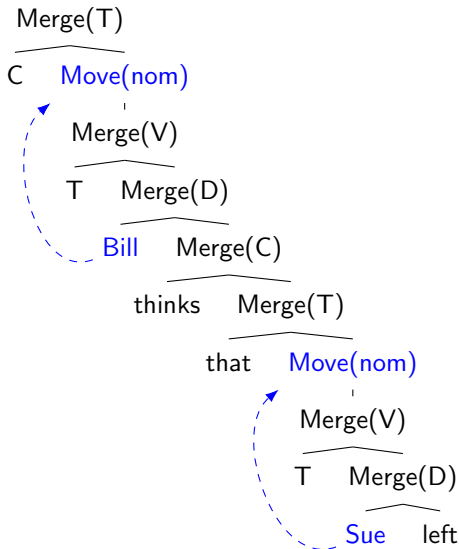 Merge(T)
C Move(nom)
Merge(V)
T Merge(D)
Bill Merge(C)
thinks Merge(T)
that Move(nom)
Merge(V)
T Merge(D)
Sue left